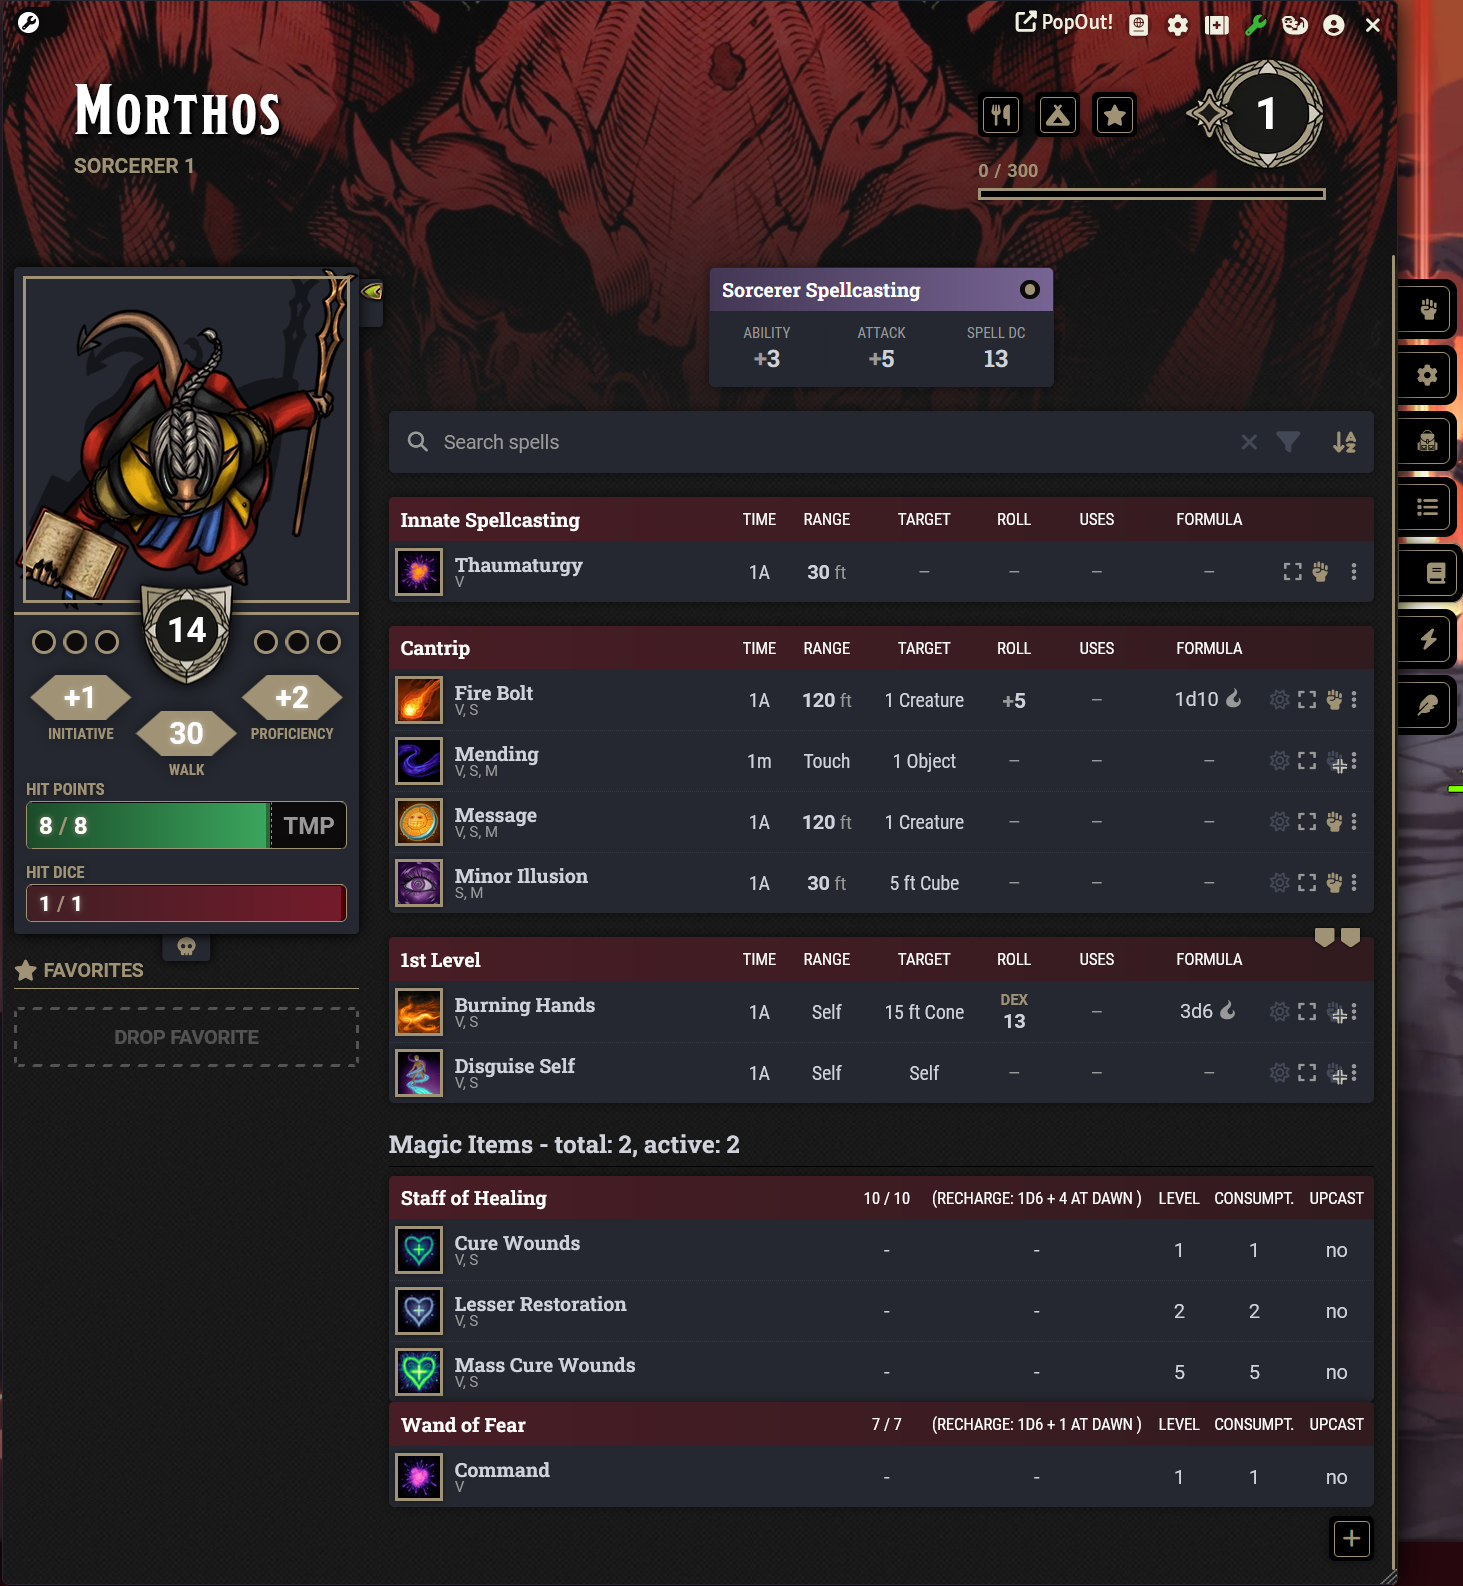 PopOut!
MORTHOS
SORCERER 1
1
0 / 300
Sorcerer Spellcasting
ABILITY ATTACK SPELL DC
+3 +5 13
Search spells
Innate Spellcasting TIME RANGE TARGET ROLL USES FORMULA
Thaumaturgy 1A 30 ft – – – –
V
Cantrip TIME RANGE TARGET ROLL USES FORMULA
Fire Bolt 1A 120 ft 1 Creature +5 – 1d10
V, S
Mending 1m Touch 1 Object – – –
V, S, M
Message 1A 120 ft 1 Creature – – –
V, S, M
Minor Illusion 1A 30 ft 5 ft Cube – – –
S, M
1st Level TIME RANGE TARGET ROLL USES FORMULA
Burning Hands 1A Self 15 ft Cone DEX 13 – 3d6
V, S
Disguise Self 1A Self Self – – –
V, S
Magic Items - total: 2, active: 2
Staff of Healing 10 / 10 (RECHARGE: 1D6 + 4 AT DAWN ) LEVEL CONSUMPT. UPCAST
Cure Wounds - - 1 1 no
V, S
Lesser Restoration - - 2 2 no
V, S
Mass Cure Wounds - - 5 5 no
V, S
Wand of Fear 7 / 7 (RECHARGE: 1D6 + 1 AT DAWN ) LEVEL CONSUMPT. UPCAST
Command - - 1 1 no
V
14
+1 +2
INITIATIVE 30 PROFICIENCY
WALK
HIT POINTS
8 / 8 TMP
HIT DICE
1 / 1
FAVORITES
DROP FAVORITE